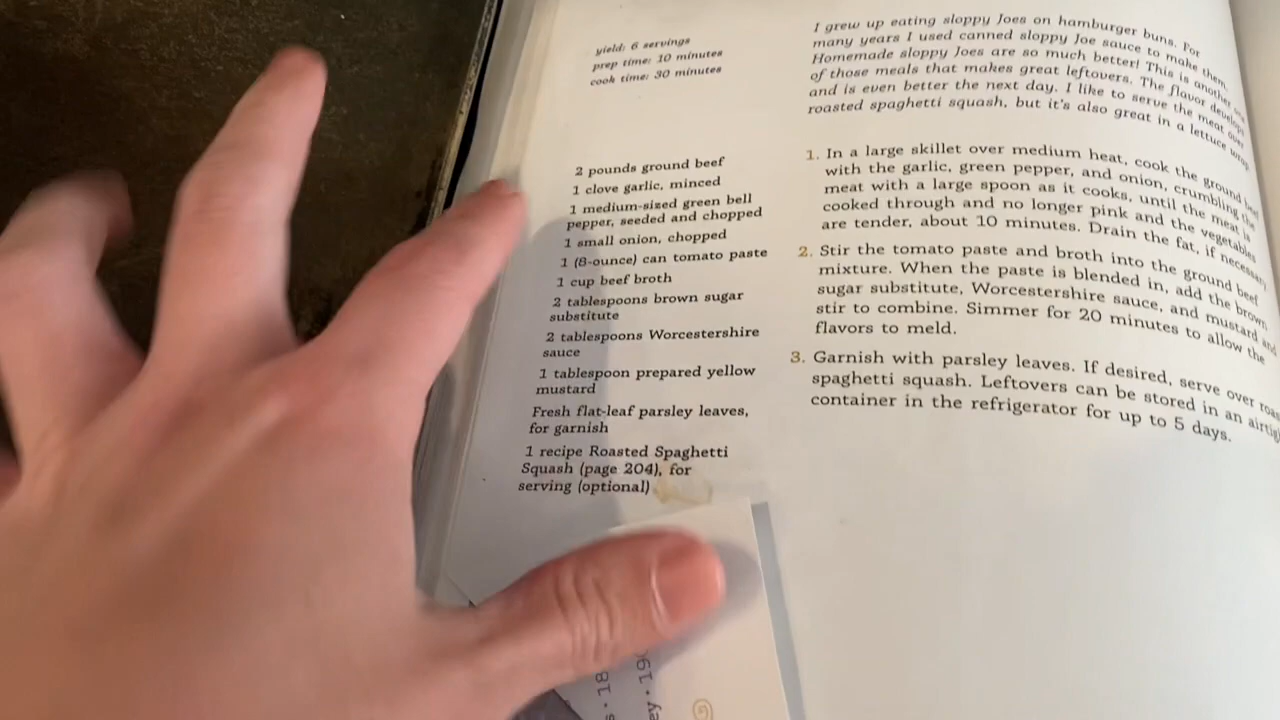 yield: 6 servings
prep time: 10 minutes
cook time: 30 minutes
I grew up eating sloppy Joes on hamburger buns. For
many years I used canned sloppy Joe sauce to make them.
Homemade sloppy Joes are so much better! This is another one
of those meals that makes great leftovers. The flavor develops
and is even better the next day. I like to serve the meat over
roasted spaghetti squash, but it's also great in a lettuce wrap
2 pounds ground beef
1 clove garlic, minced
1 medium-sized green bell
pepper, seeded and chopped
1 small onion, chopped
1 (8-ounce) can tomato paste
1 cup beef broth
2 tablespoons brown sugar
substitute
2 tablespoons Worcestershire
sauce
1 tablespoon prepared yellow
mustard
Fresh flat-leaf parsley leaves,
for garnish
1 recipe Roasted Spaghetti
Squash (page 204), for
serving (optional)
1. In a large skillet over medium heat, cook the ground beef
with the garlic, green pepper, and onion, crumbling the
meat with a large spoon as it cooks, until the meat is
cooked through and no longer pink and the vegetables
are tender, about 10 minutes. Drain the fat, if necessary
2. Stir the tomato paste and broth into the ground beef
mixture. When the paste is blended in, add the brown
sugar substitute, Worcestershire sauce, and mustard and
stir to combine. Simmer for 20 minutes to allow the
flavors to meld.
3. Garnish with parsley leaves. If desired, serve over
spaghetti squash. Leftovers can be stored in an
container in the refrigerator for up to 5 days.